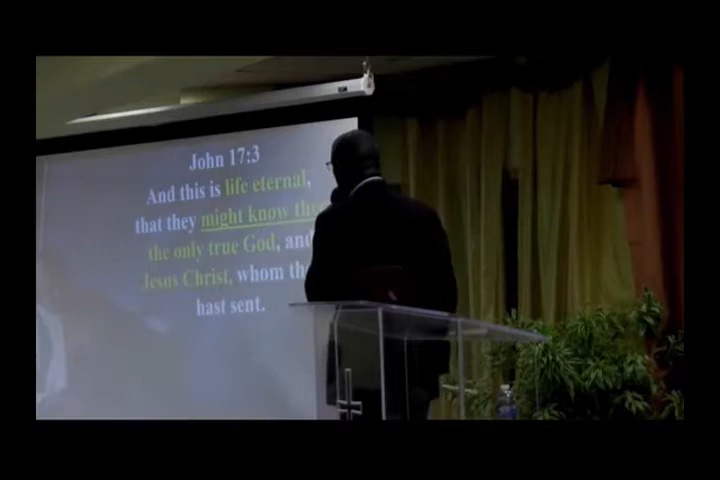 John 17:3
And this is life eternal,
that they might know
the only true God, and
Jesus Christ, whom
hast sent.